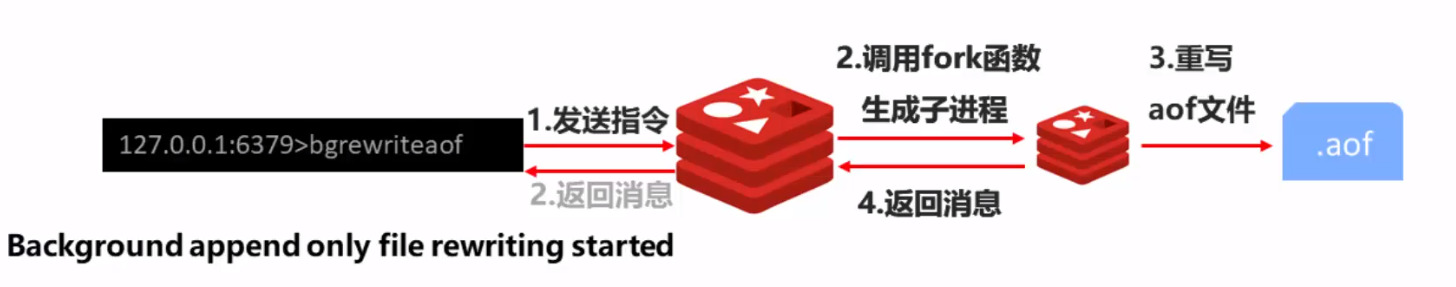 127.0.0.1:6379>bgrewriteaof
1.发送指令
2.返回消息
2.调用fork函数
生成子进程
4.返回消息
3.重写
aof文件
.aof
Background append only file rewriting started